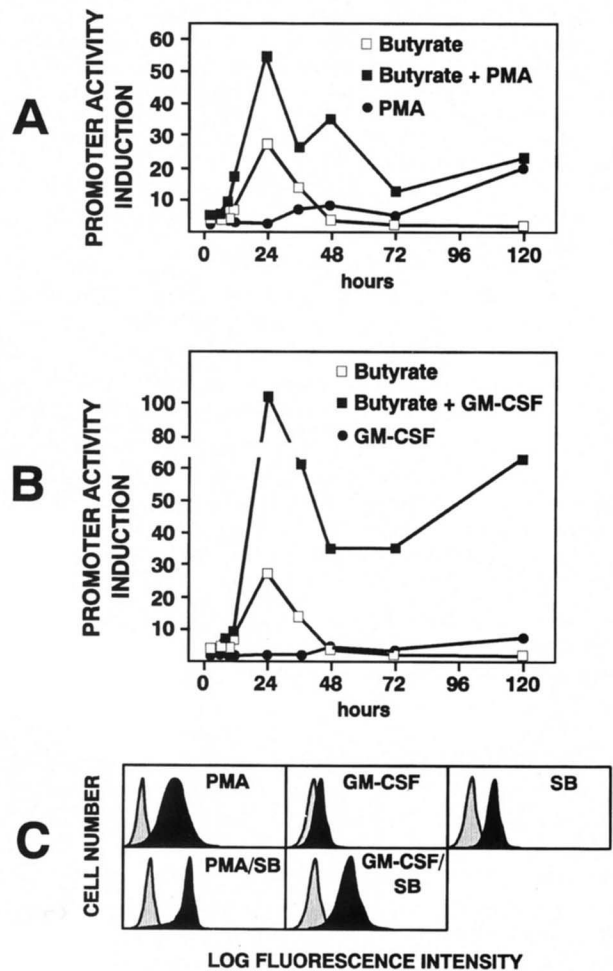 A
PROMOTER ACTIVITY
INDUCTION
60
50
40
30
20
10
Butyrate
Butyrate + PMA
PMA
0 24 48 72 96 120
hours
B
PROMOTER ACTIVITY
INDUCTION
100
80
60
50
40
30
20
10
Butyrate
Butyrate + GM-CSF
GM-CSF
0 24 48 72 96 120
hours
C
CELL NUMBER
PMA
GM-CSF
SB
PMA/SB
GM-CSF/
SB
LOG FLUORESCENCE INTENSITY